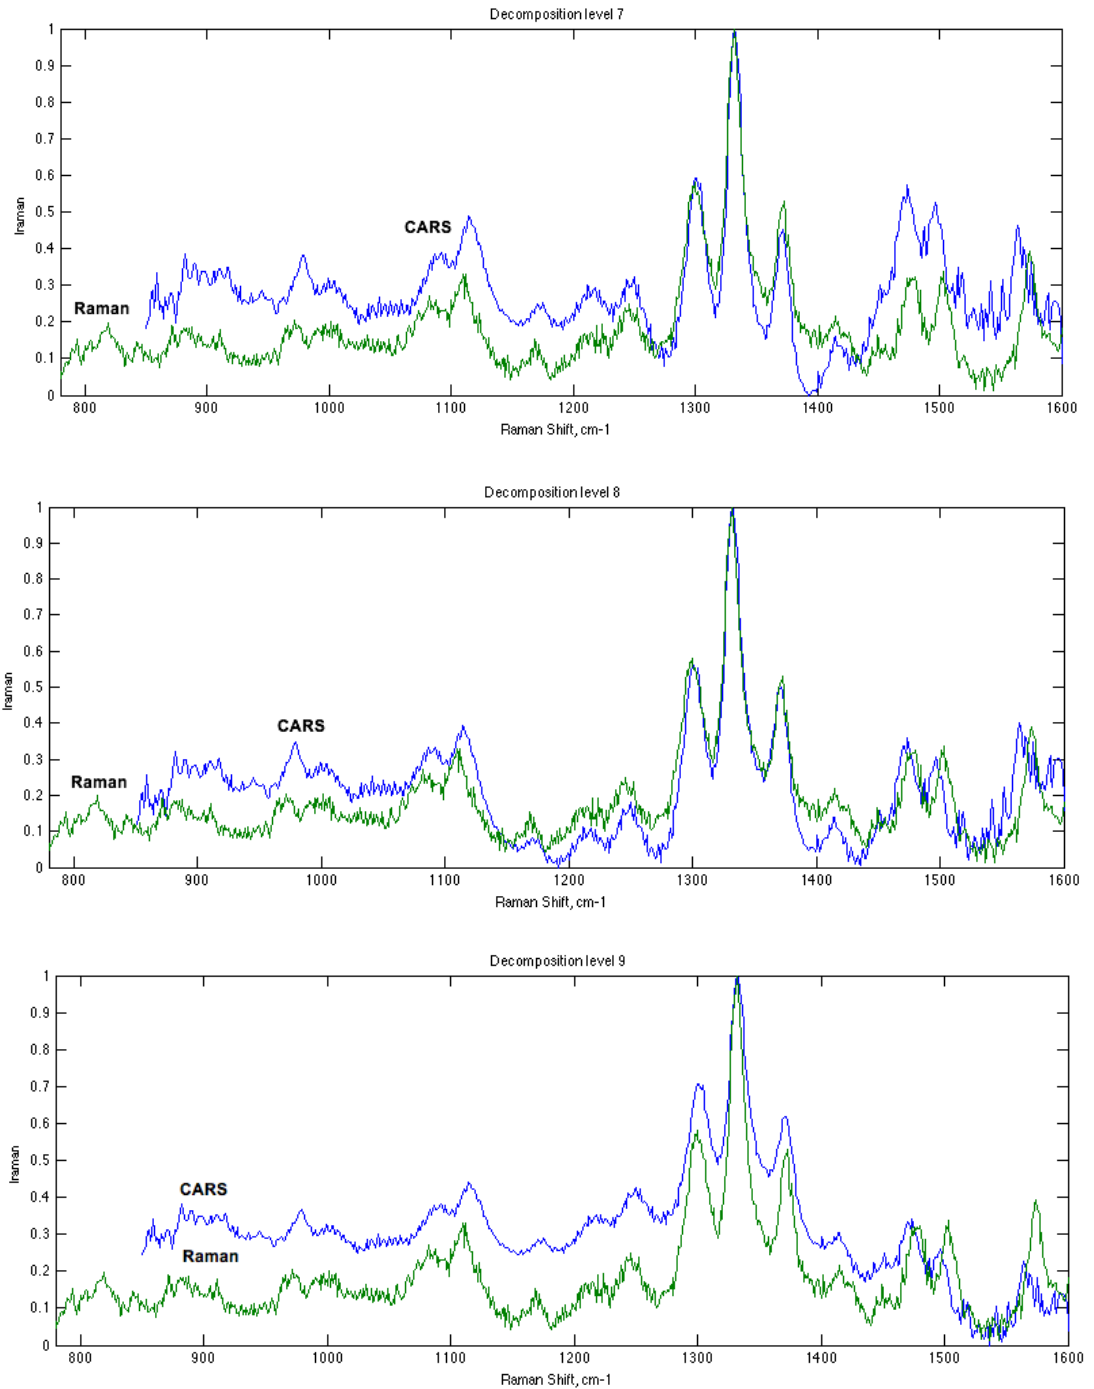 Decomposition level 7
1
0.9
0.8
0.7
0.6
0.5
0.4
0.3
0.2
0.1
0
Iraman
CARS
Raman
800 900 1000 1100 1200 1300 1400 1500 1600
Raman Shift, cm-1
Decomposition level 8
1
0.9
0.8
0.7
0.6
0.5
0.4
0.3
0.2
0.1
0
Iraman
CARS
Raman
800 900 1000 1100 1200 1300 1400 1500 1600
Raman Shift, cm-1
Decomposition level 9
1
0.9
0.8
0.7
0.6
0.5
0.4
0.3
0.2
0.1
0
Iraman
CARS
Raman
800 900 1000 1100 1200 1300 1400 1500 1600
Raman Shift, cm-1